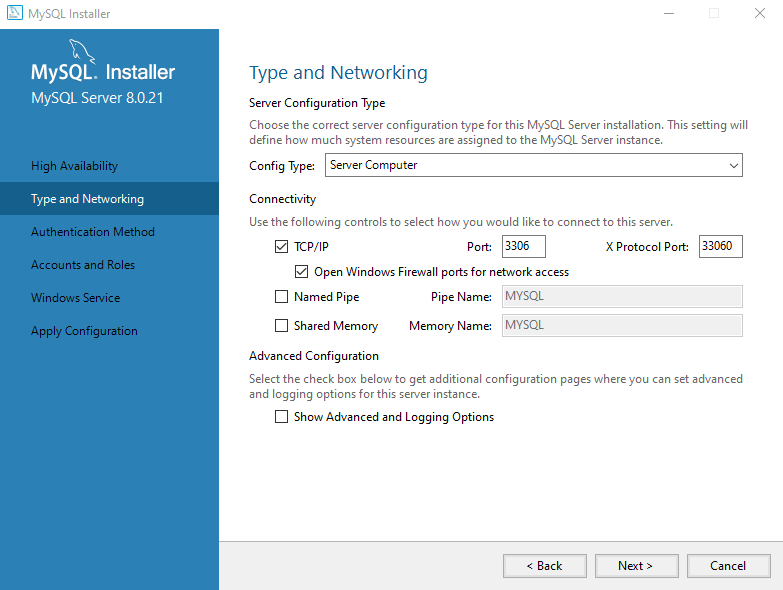 MySQL Installer
MySQL. Installer
MySQL Server 8.0.21
High Availability
Type and Networking
Authentication Method
Accounts and Roles
Windows Service
Apply Configuration
Type and Networking
Server Configuration Type
Choose the correct server configuration type for this MySQL Server installation. This setting will
define how much system resources are assigned to the MySQL Server instance.
Config Type: Server Computer
Connectivity
Use the following controls to select how you would like to connect to this server.
TCP/IP Port: 3306 X Protocol Port: 33060
Open Windows Firewall ports for network access
Named Pipe Pipe Name: MYSQL
Shared Memory Memory Name: MYSQL
Advanced Configuration
Select the check box below to get additional configuration pages where you can set advanced
and logging options for this server instance.
Show Advanced and Logging Options
< Back Next > Cancel